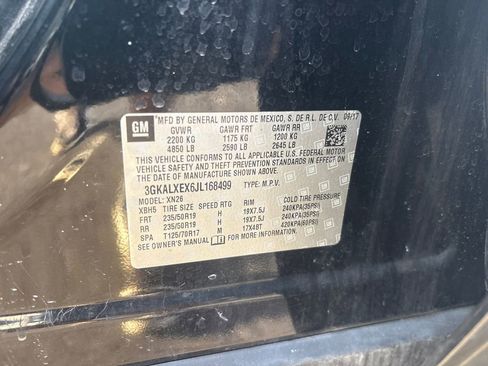 GM
MFD BY GENERAL MOTORS DE MEXICO, S. DE R.L. DE C.V. 09/17
GVWR GAWR FRT GAWR RR
2200 KG 1175 KG 1200 KG
4850 LB 2590 LB 2645 LB
THIS VEHICLE CONFORMS TO ALL APPLICABLE U.S. FEDERAL MOTOR
VEHICLE SAFETY AND THEFT PREVENTION STANDARDS IN EFFECT ON
THE DATE OF MANUFACTURE SHOWN ABOVE.
3GKALXEX6JL168499 TYPE: M.P.V.
MODEL: XN26
XBH5 TIRE SIZE SPEED RTG RIM COLD TIRE PRESSURE
FRT 235/50R19 H 19X7.5J 240KPA(35PSI)
RR 235/50R19 H 19X7.5J 240KPA(35PSI)
SPA T125/70R17 M 17X4BT 420KPA(60PSI)
SEE OWNER'S MANUAL FOR MORE INFORMATION.